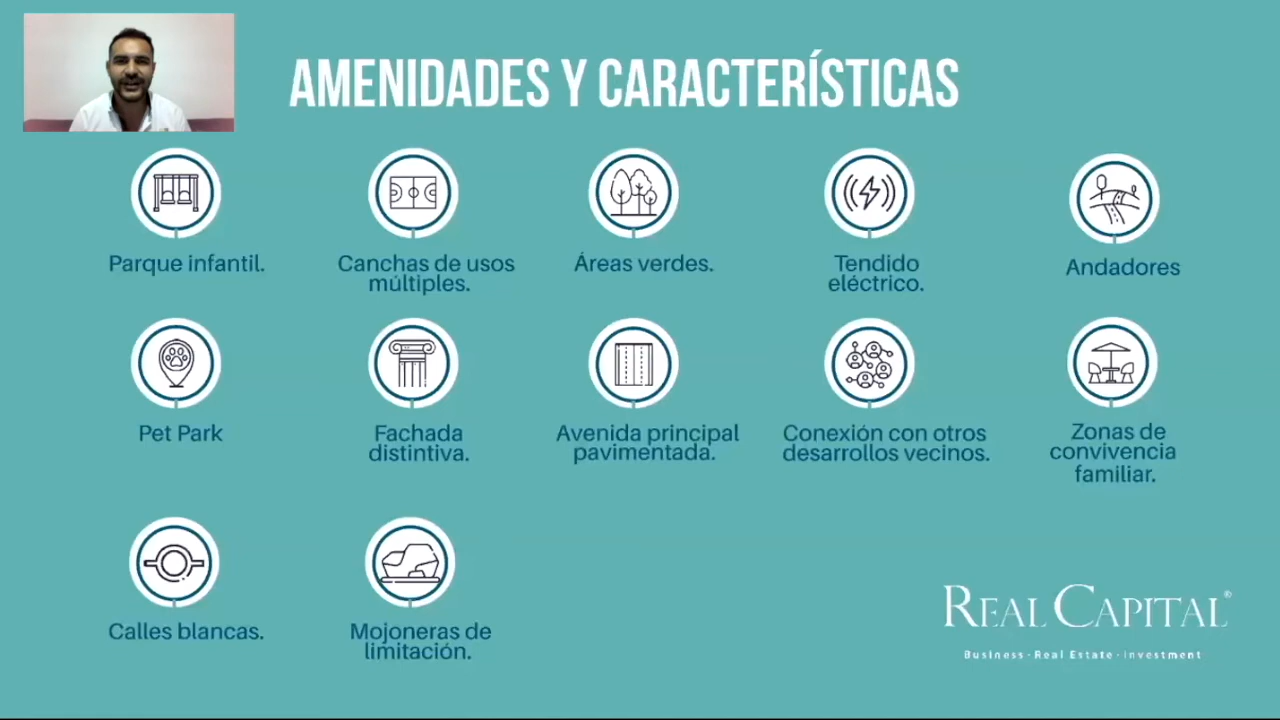 AMENIDADES Y CARACTERÍSTICAS
Parque infantil.
Canchas de usos
múltiples.
Áreas verdes.
Tendido
eléctrico.
Andadores
Pet Park
Fachada
distintiva.
Avenida principal
pavimentada.
Conexión con otros
desarrollos vecinos.
Zonas de
convivencia
familiar.
Calles blancas.
Mojoneras de
limitación.
REAL CAPITAL®
Business · Real Estate · Investment